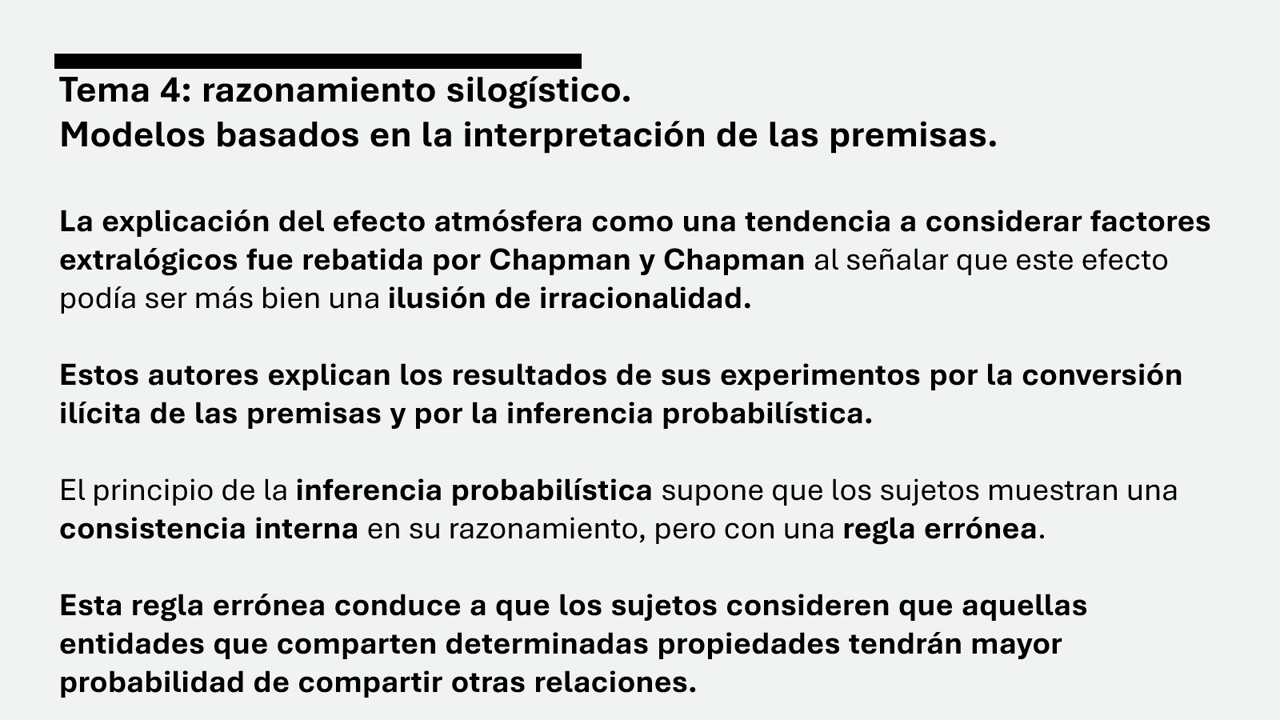 Tema 4: razonamiento silogístico.
Modelos basados en la interpretación de las premisas.
La explicación del efecto atmósfera como una tendencia a considerar factores
extralógicos fue rebatida por Chapman y Chapman al señalar que este efecto
podía ser más bien una ilusión de irracionalidad.
Estos autores explican los resultados de sus experimentos por la conversión
ilícita de las premisas y por la inferencia probabilística.
El principio de la inferencia probabilística supone que los sujetos muestran una
consistencia interna en su razonamiento, pero con una regla errónea.
Esta regla errónea conduce a que los sujetos consideren que aquellas
entidades que comparten determinadas propiedades tendrán mayor
probabilidad de compartir otras relaciones.